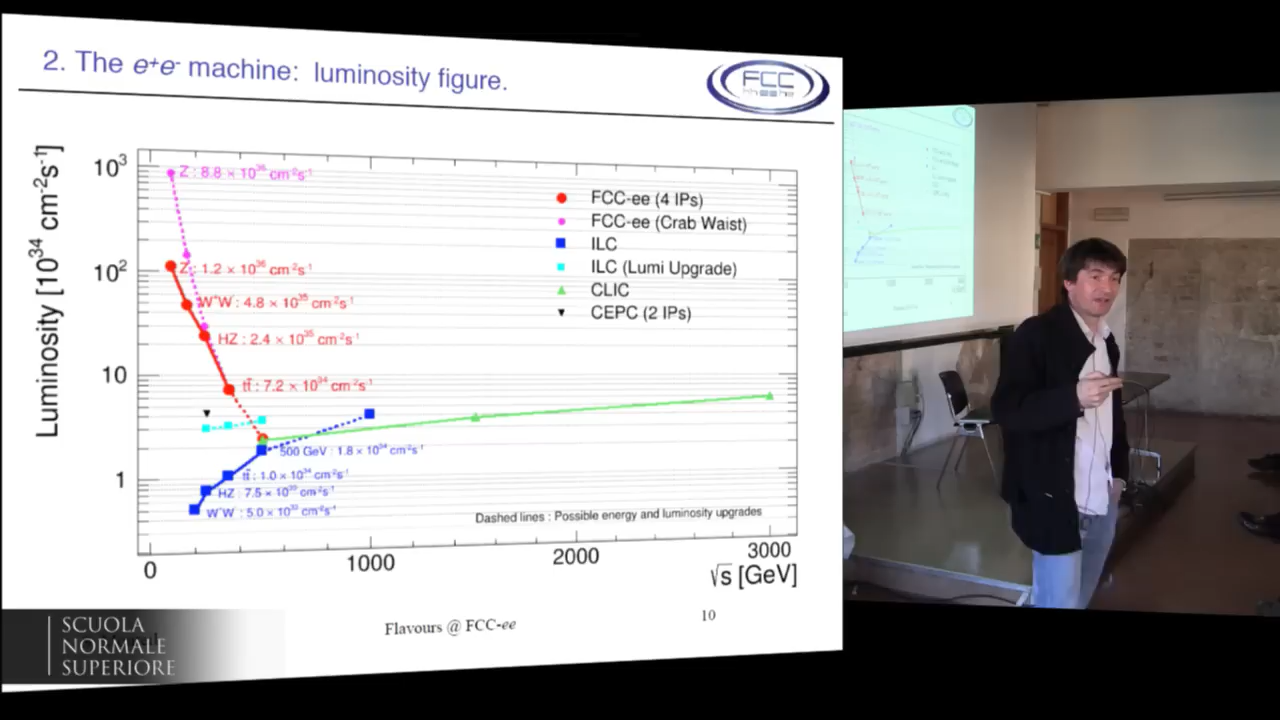 2. The e⁺e⁻ machine: luminosity figure.
FCC
Luminosity [10³⁴ cm⁻²s⁻¹]
10³
10²
10
1
Z : 8.8 × 10³⁶ cm⁻²s⁻¹
Z : 1.2 × 10³⁶ cm⁻²s⁻¹
W⁺W⁻ : 4.8 × 10³⁵ cm⁻²s⁻¹
HZ : 2.4 × 10³⁵ cm⁻²s⁻¹
tt̄ : 7.2 × 10³⁴ cm⁻²s⁻¹
FCC-ee (4 IPs)
FCC-ee (Crab Waist)
ILC
ILC (Lumi Upgrade)
CLIC
CEPC (2 IPs)
500 GeV : 1.8 × 10³⁴ cm⁻²s⁻¹
tt̄ : 1.0 × 10³⁴ cm⁻²s⁻¹
HZ : 7.5 × 10³³ cm⁻²s⁻¹
W⁺W⁻ : 5.0 × 10³³ cm⁻²s⁻¹
Dashed lines : Possible energy and luminosity upgrades
0
1000
2000
3000
√s [GeV]
Flavours @ FCC-ee
10
SCUOLA
NORMALE
SUPERIORE